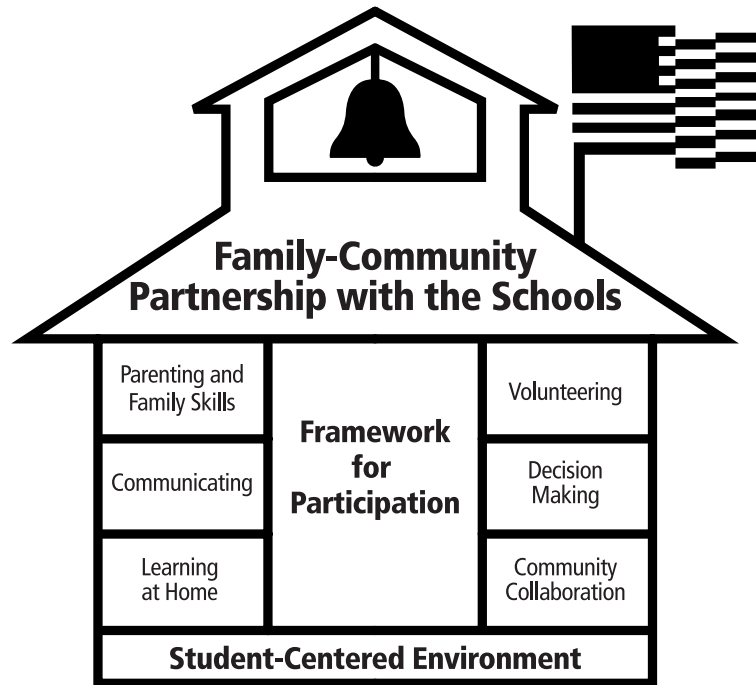 Family-Community
Partnership with the Schools
Parenting and
Family Skills
Communicating
Learning
at Home
Framework
for
Participation
Volunteering
Decision
Making
Community
Collaboration
Student-Centered Environment